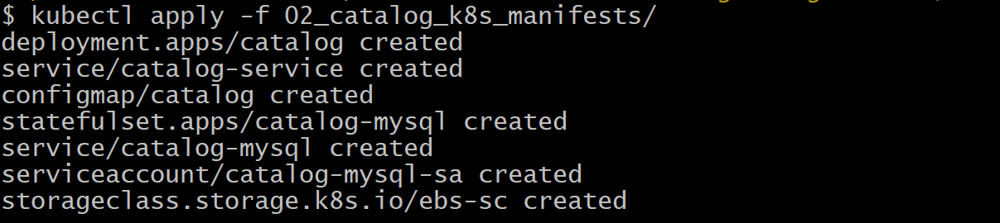 $ kubectl apply -f 02_catalog_k8s_manifests/
deployment.apps/catalog created
service/catalog-service created
configmap/catalog created
statefulset.apps/catalog-mysql created
service/catalog-mysql created
serviceaccount/catalog-mysql-sa created
storageclass.storage.k8s.io/ebs-sc created